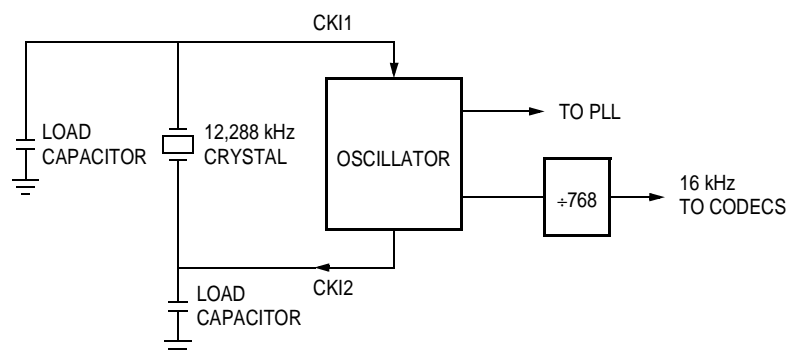 CKI1
LOAD
CAPACITOR
12,288 kHz
CRYSTAL
OSCILLATOR
TO PLL
÷768
16 kHz
TO CODECS
CKI2
LOAD
CAPACITOR